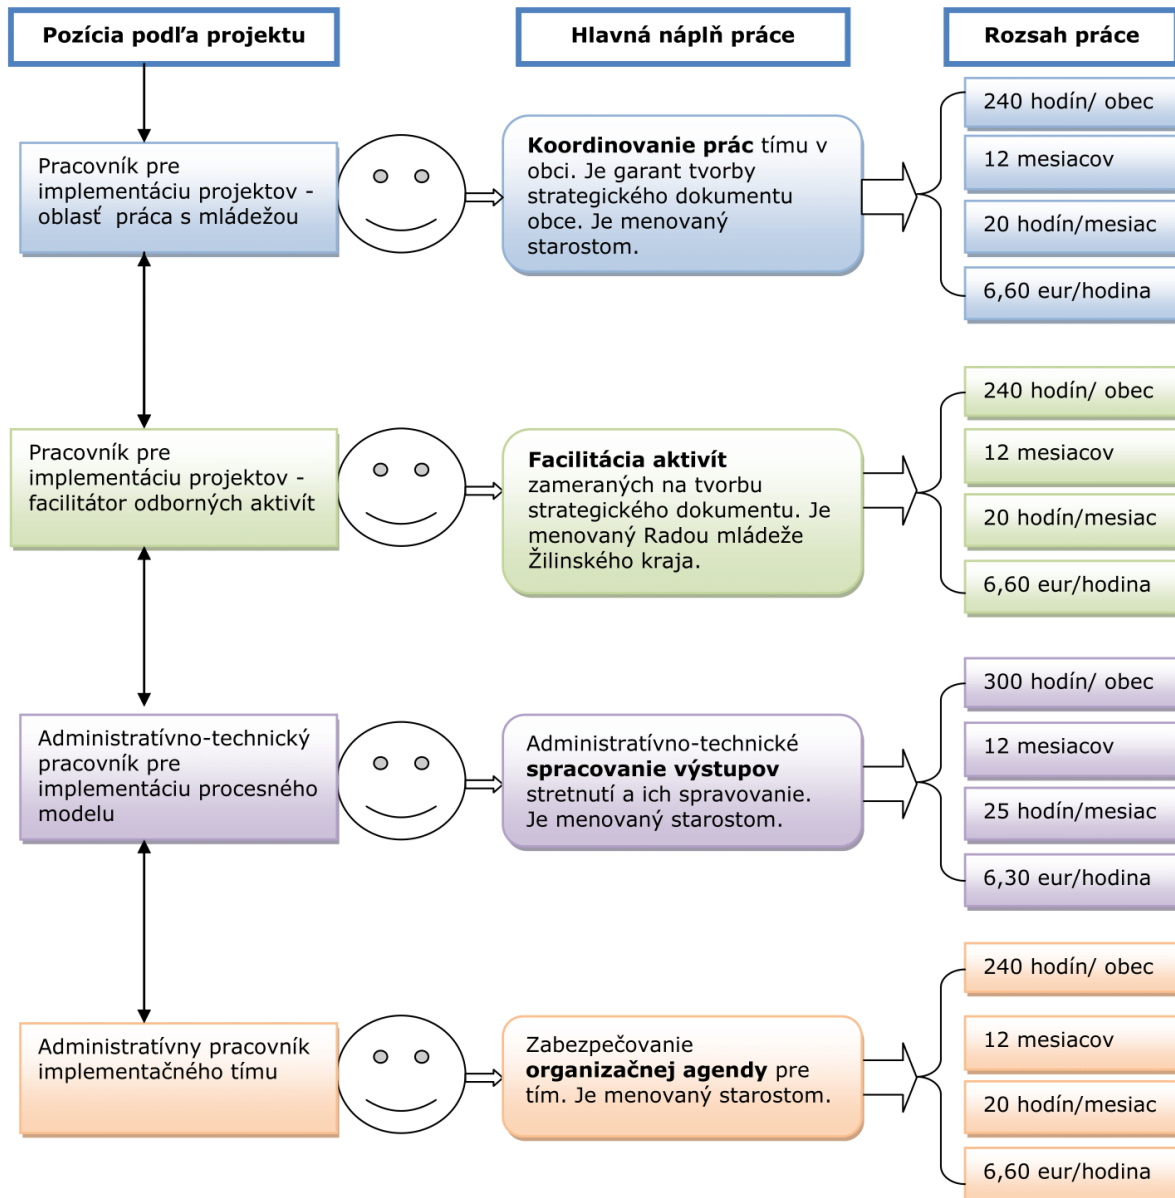 Pozícia podľa projektu
Hlavná náplň práce
Rozsah práce
Pracovník pre
implementáciu projektov -
oblasť  práca s mládežou
Koordinovanie prác tímu v
obci. Je garant tvorby
strategického dokumentu
obce. Je menovaný
starostom.
240 hodín/ obec
12 mesiacov
20 hodín/mesiac
6,60 eur/hodina
Pracovník pre
implementáciu projektov -
facilitátor odborných aktivít
Facilitácia aktivít
zameraných na tvorbu
strategického dokumentu. Je
menovaný Radou mládeže
Žilinského kraja.
240 hodín/ obec
12 mesiacov
20 hodín/mesiac
6,60 eur/hodina
Administratívno-technický
pracovník pre
implementáciu procesného
modelu
Administratívno-technické
spracovanie výstupov
stretnutí a ich spravovanie.
Je menovaný starostom.
300 hodín/ obec
12 mesiacov
25 hodín/mesiac
6,30 eur/hodina
Administratívny pracovník
implementačného tímu
Zabezpečovanie
organizačnej agendy pre
tím. Je menovaný starostom.
240 hodín/ obec
12 mesiacov
20 hodín/mesiac
6,60 eur/hodina